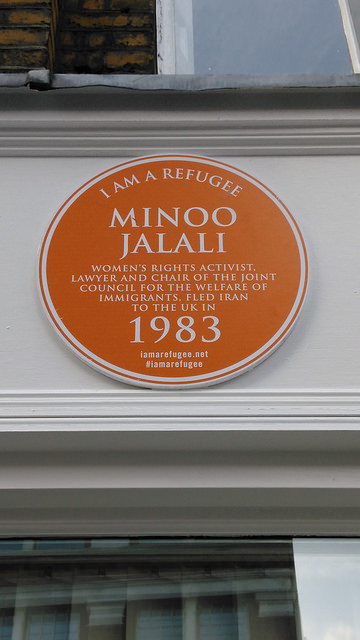 I AM A REFUGEE
MINOO
JALALI
WOMEN'S RIGHTS ACTIVIST,
LAWYER AND CHAIR OF THE JOINT
COUNCIL FOR THE WELFARE OF
IMMIGRANTS, FLED IRAN
TO THE UK IN
1983
iamarefugee.net
#iamarefugee